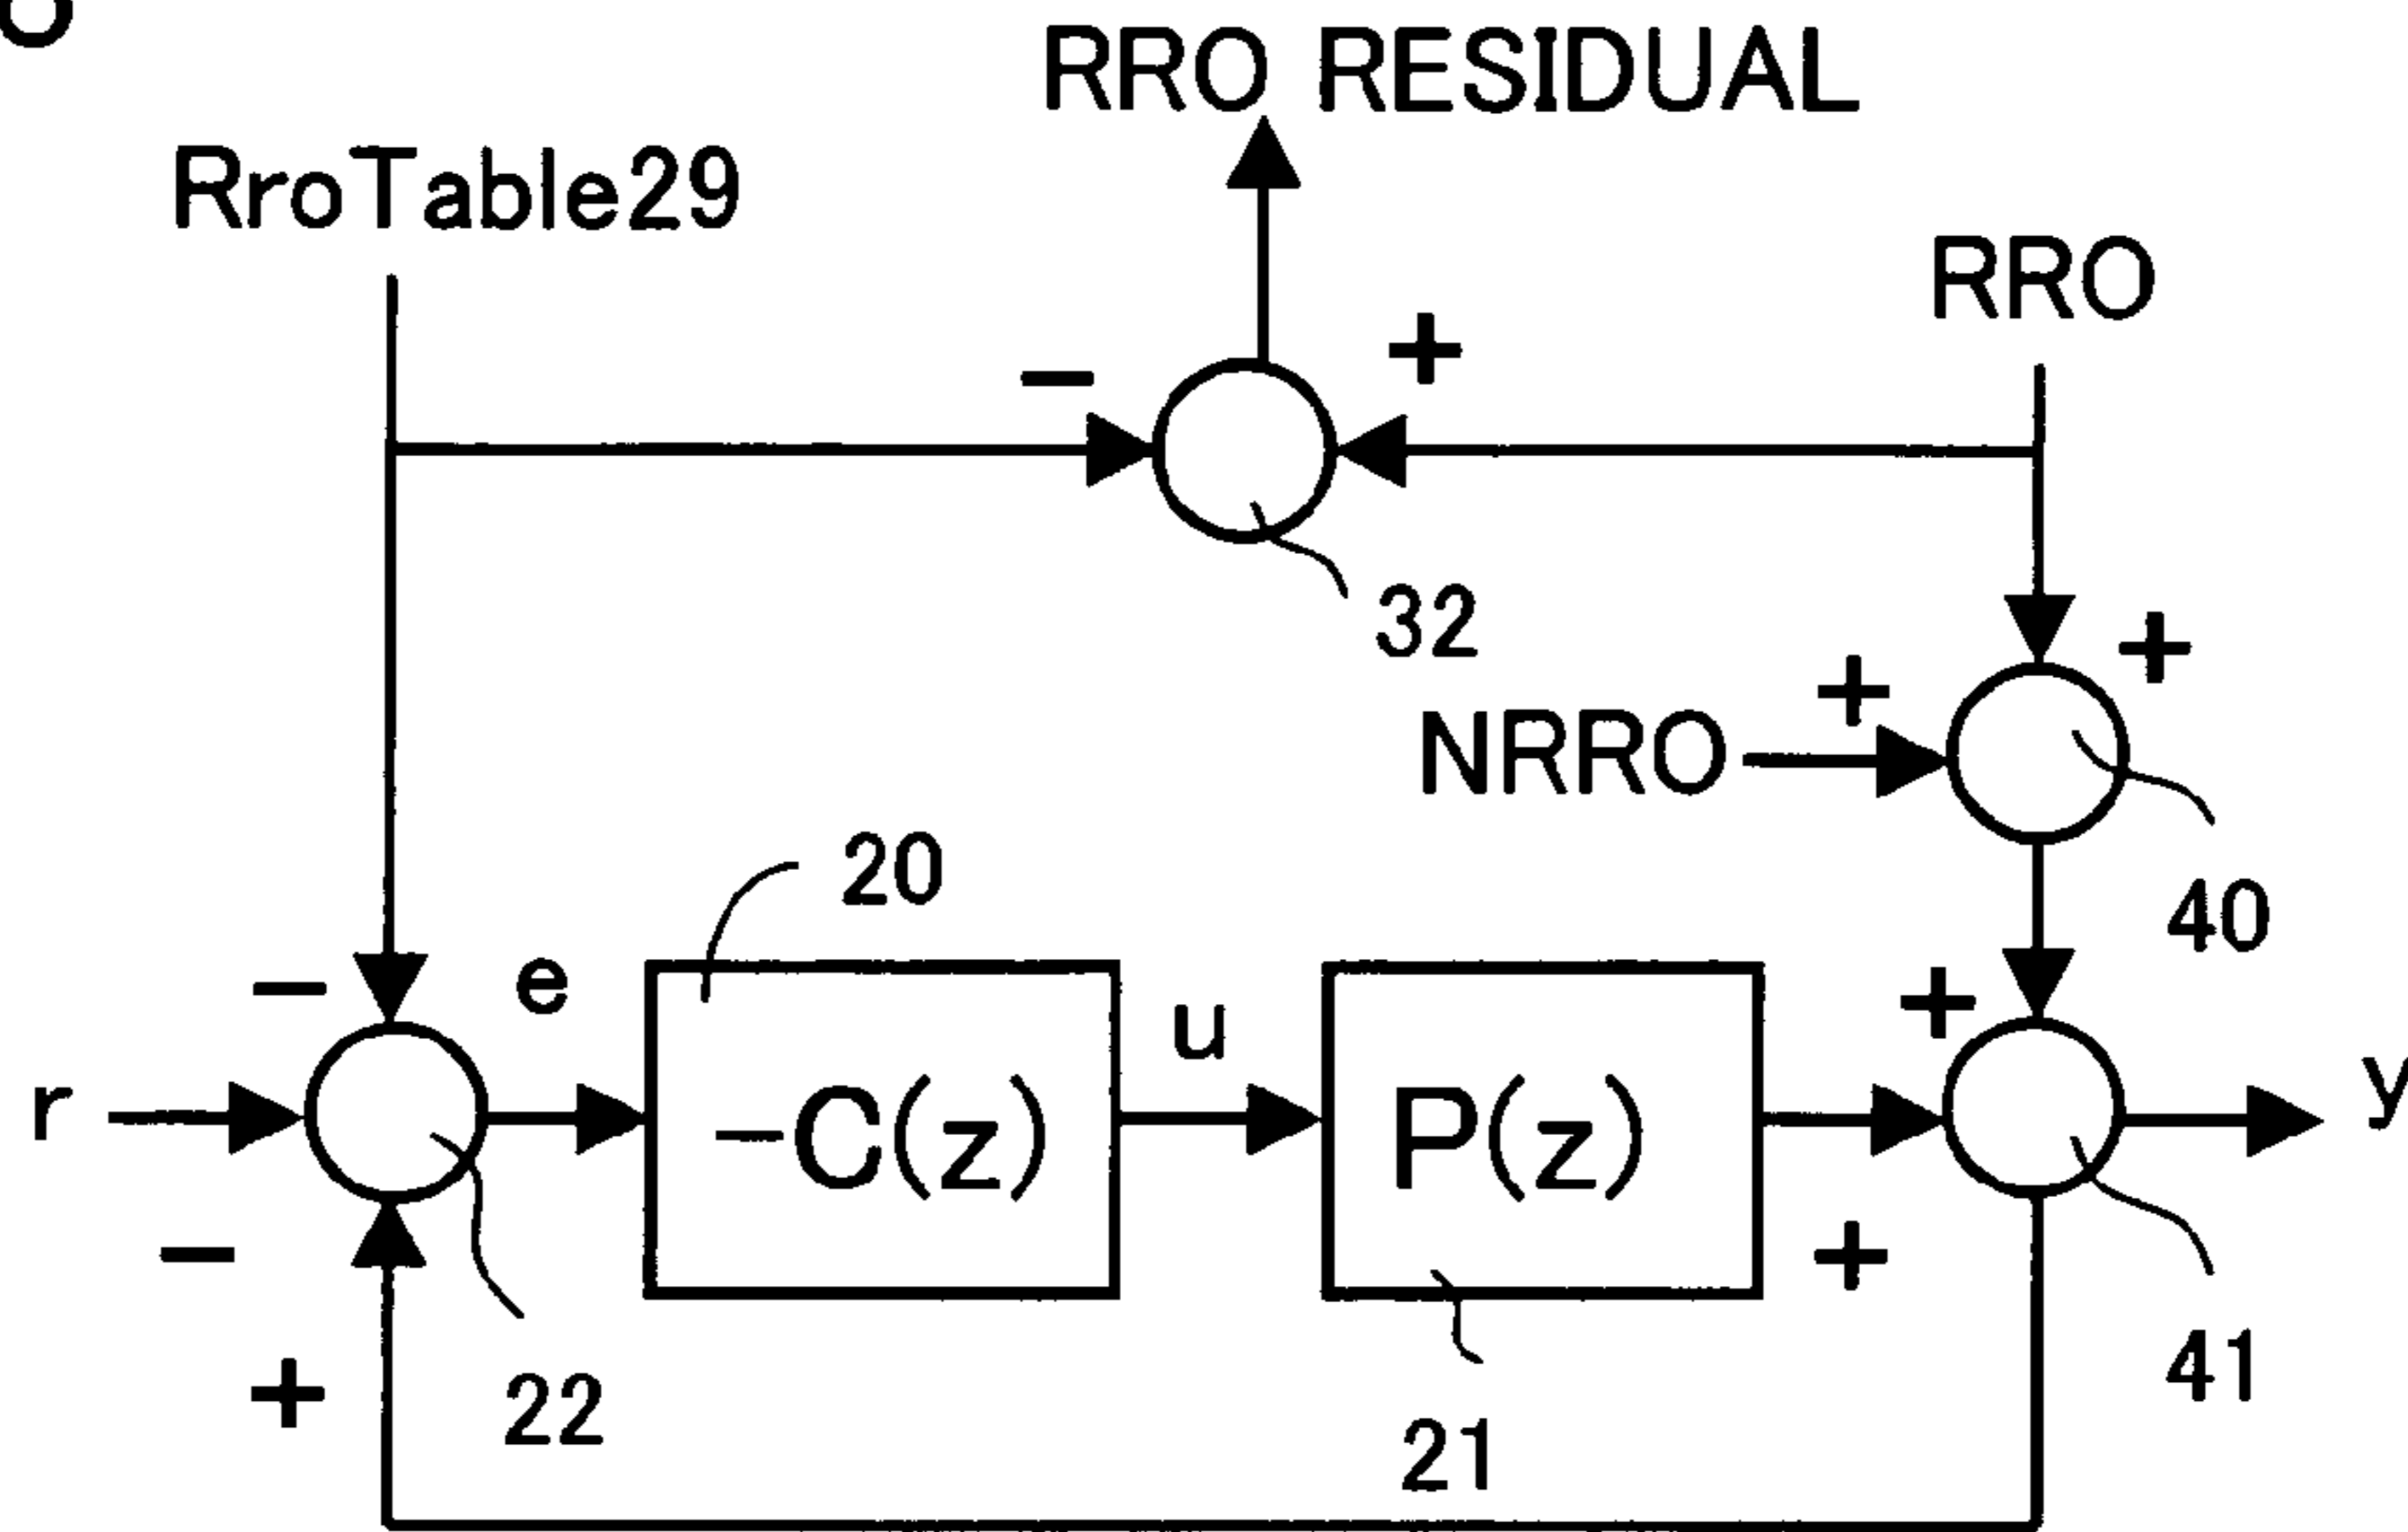 RRO RESIDUAL
RroTable29
RRO
−
+
32
+
+
NRRO
40
20
−
e
u
+
r
−C(z)
P(z)
y
−
+
+
22
21
41